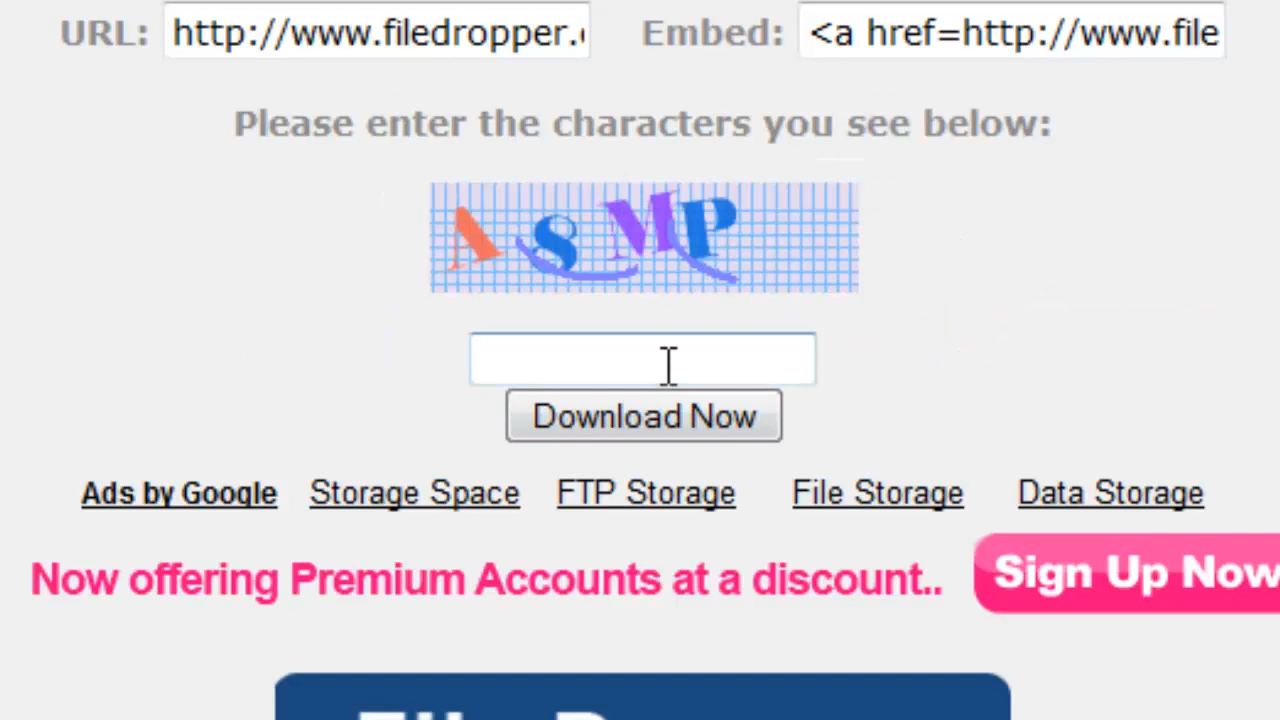 URL: http://www.filedropper.c Embed: <a href=http://www.file
Please enter the characters you see below:
A8MP
Download Now
Ads by Google Storage Space FTP Storage File Storage Data Storage
Now offering Premium Accounts at a discount.. Sign Up Now